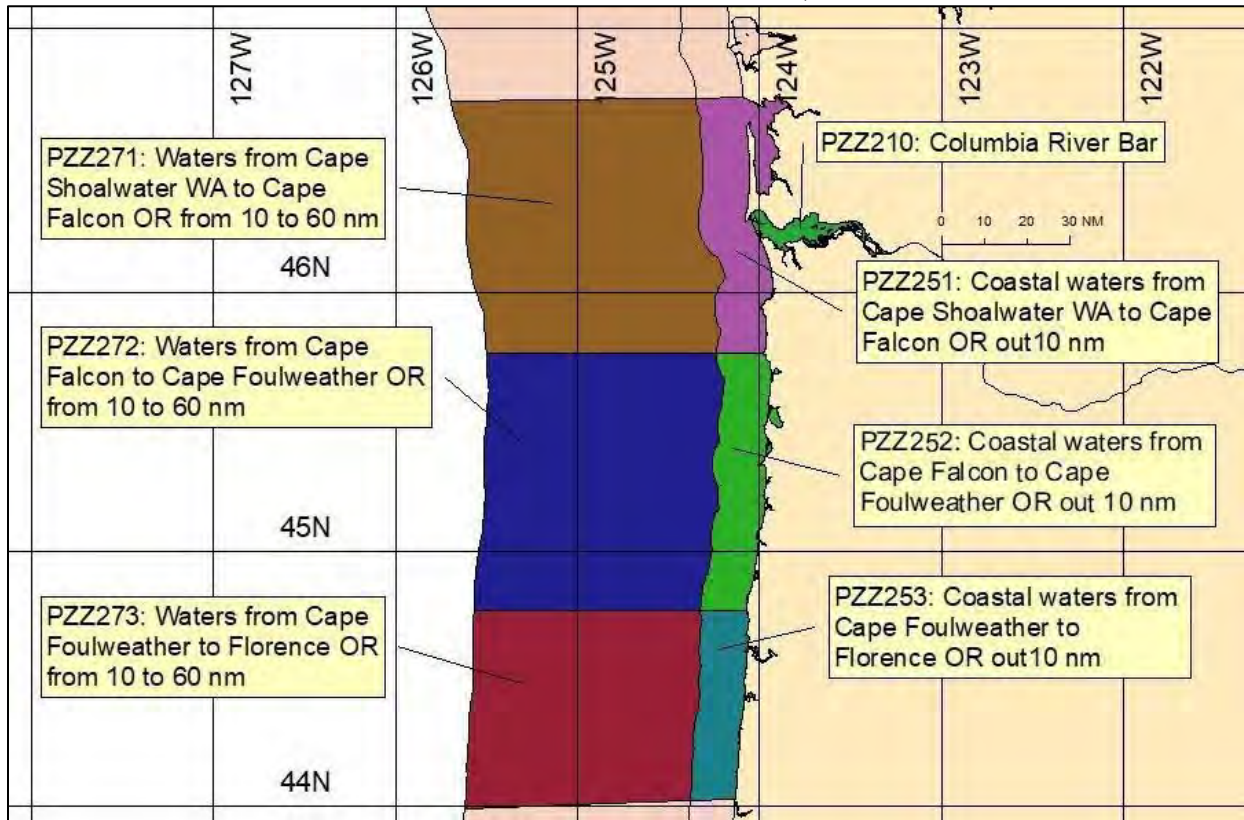 127W
126W
125W
124W
123W
122W
PZZ271: Waters from Cape
Shoalwater WA to Cape
Falcon OR from 10 to 60 nm
PZZ210: Columbia River Bar
0 10 20 30 NM
46N
PZZ251: Coastal waters from
Cape Shoalwater WA to Cape
Falcon OR out10 nm
PZZ272: Waters from Cape
Falcon to Cape Foulweather OR
from 10 to 60 nm
PZZ252: Coastal waters from
Cape Falcon to Cape
Foulweather OR out 10 nm
45N
PZZ273: Waters from Cape
Foulweather to Florence OR
from 10 to 60 nm
PZZ253: Coastal waters from
Cape Foulweather to
Florence OR out10 nm
44N